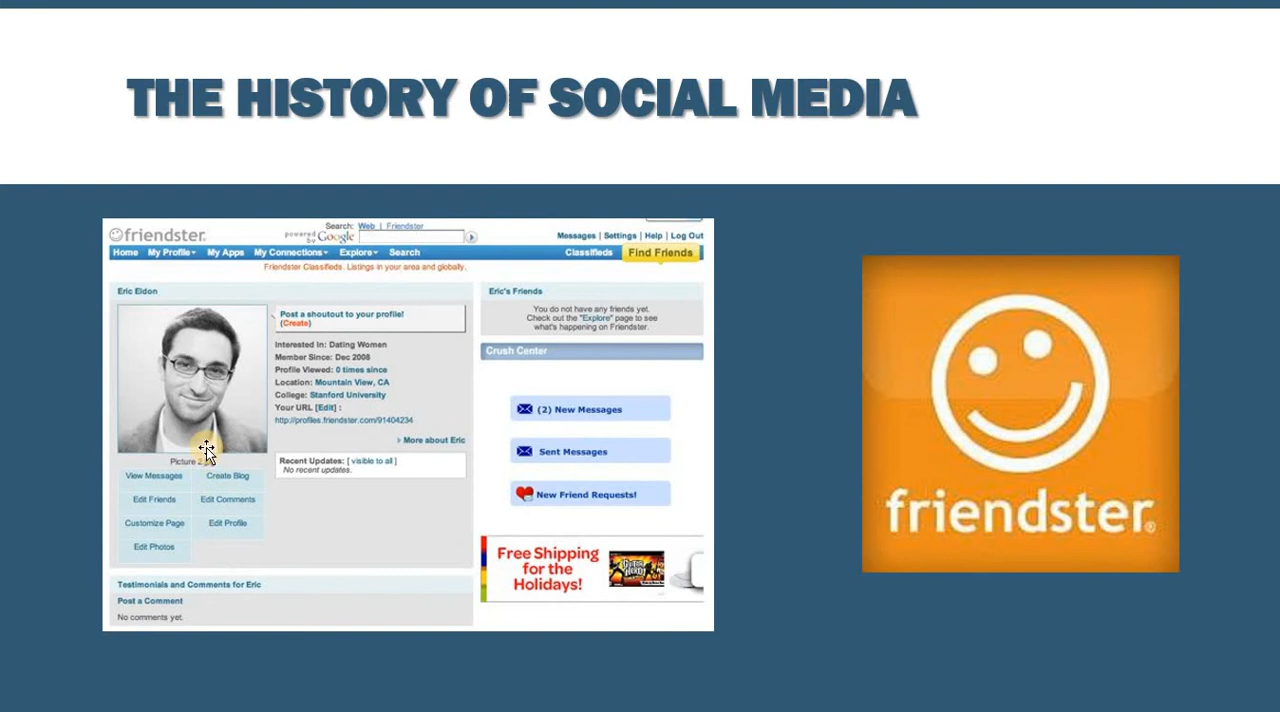 THE HISTORY OF SOCIAL MEDIA
Search: Web | Friendster
friendster.
powered by Google
Messages | Settings | Help | Log Out
Home My Profile My Apps My Connections Explore Search Classifieds Find Friends
Friendster Classifieds. Listings in your area and globally.
Eric Eldon
Post a shoutout to your profile!
(Create)
Interested In: Dating Women
Member Since: Dec 2008
Profile Viewed: 0 times since
Location: Mountain View, CA
College: Stanford University
Your URL [Edit] :
http://profiles.friendster.com/91404234
› More about Eric
Picture
Recent Updates: [ visible to all ]
No recent updates.
View Messages Create Blog
Edit Friends Edit Comments
Customize Page Edit Profile
Edit Photos
Testimonials and Comments for Eric
Post a Comment
No comments yet.
Eric's Friends
You do not have any friends yet.
Check out the "Explore" page to see
what's happening on Friendster.
Crush Center
(2) New Messages
Sent Messages
New Friend Requests!
Free Shipping
for the
Holidays!
friendster®